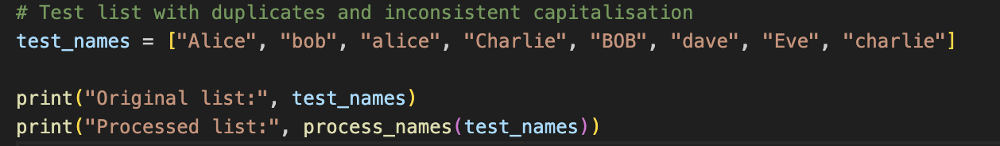 # Test list with duplicates and inconsistent capitalisation
test_names = ["Alice", "bob", "alice", "Charlie", "BOB", "dave", "Eve", "charlie"]
print("Original list:", test_names)
print("Processed list:", process_names(test_names))